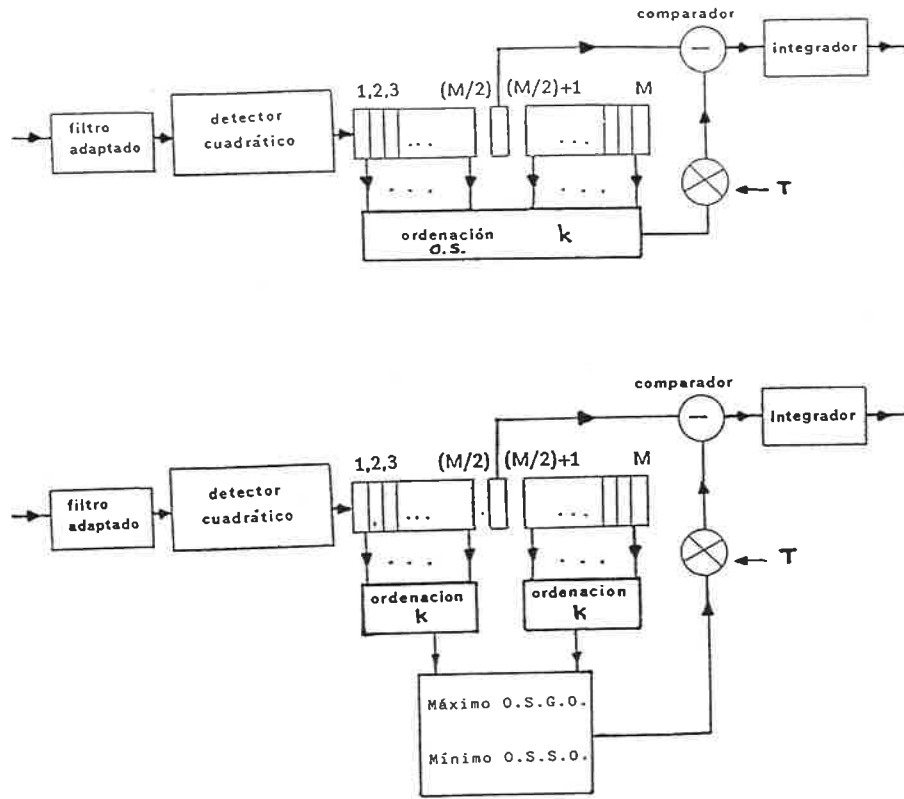 comparador
integrador
1,2,3 (M/2) (M/2)+1 M
filtro
adaptado
detector
cuadrático
... ...
. . . . . .
T
ordenación k
O.S.
comparador
Integrador
1,2,3 (M/2) (M/2)+1 M
filtro
adaptado
detector
cuadrático
... ...
. . . . . .
T
ordenacion
k
ordenacion
k
Máximo O.S.G.O.
Mínimo O.S.S.O.